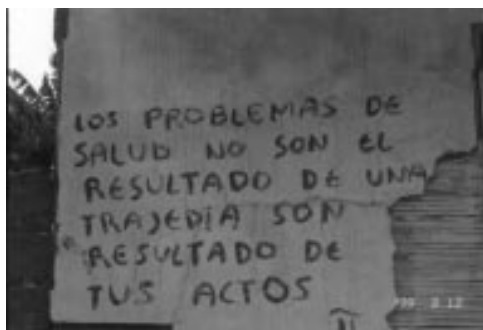 LOS PROBLEMAS DE
SALUD NO SON EL
RESULTADO DE UNA
TRAJEDIA SON
RESULTADO DE
TUS ACTOS